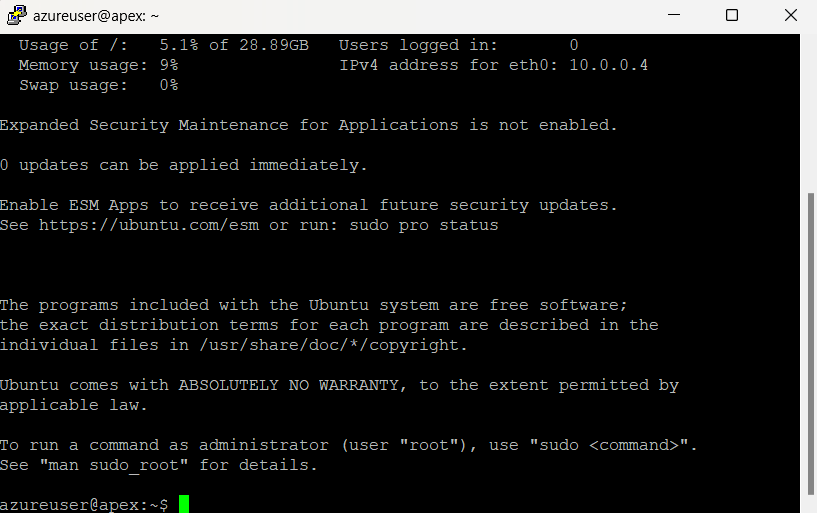 azureuser@apex: ~
Usage of /:   5.1% of 28.89GB   Users logged in:       0
Memory usage: 9%                IPv4 address for eth0: 10.0.0.4
Swap usage:   0%
Expanded Security Maintenance for Applications is not enabled.
0 updates can be applied immediately.
Enable ESM Apps to receive additional future security updates.
See https://ubuntu.com/esm or run: sudo pro status
The programs included with the Ubuntu system are free software;
the exact distribution terms for each program are described in the
individual files in /usr/share/doc/*/copyright.
Ubuntu comes with ABSOLUTELY NO WARRANTY, to the extent permitted by
applicable law.
To run a command as administrator (user "root"), use "sudo <command>".
See "man sudo_root" for details.
azureuser@apex:~$